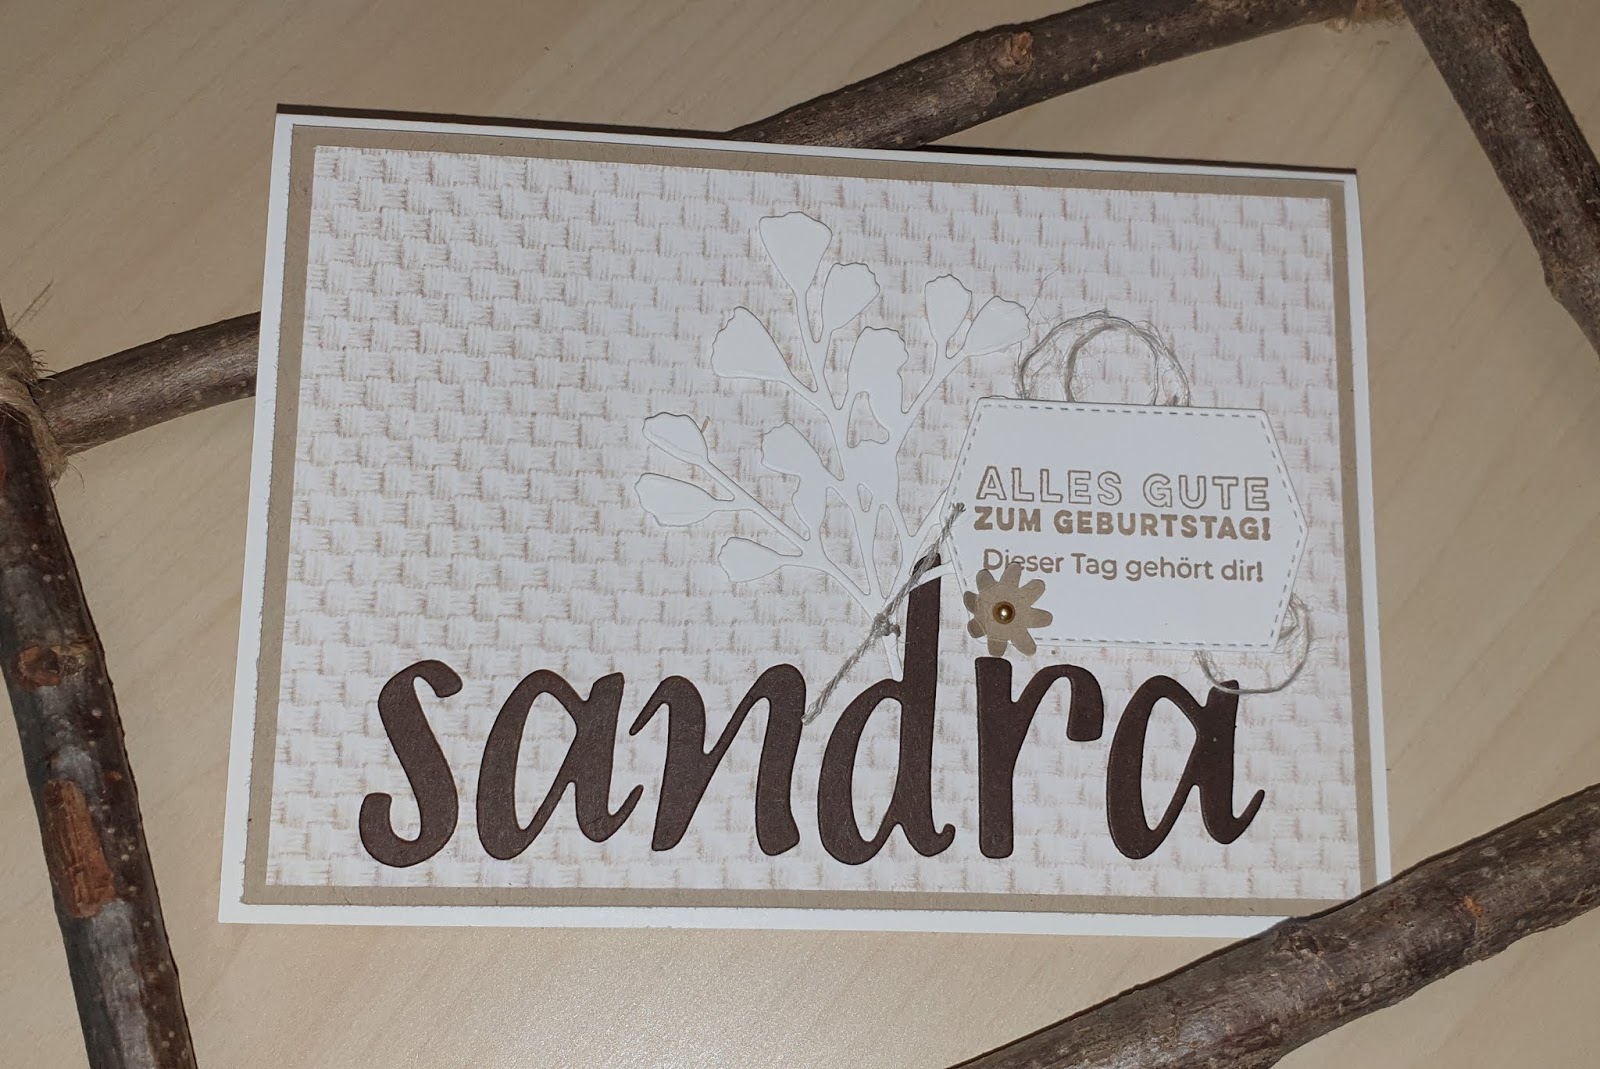 ALLES GUTE
ZUM GEBURTSTAG!
Dieser Tag gehört dir!
sandra